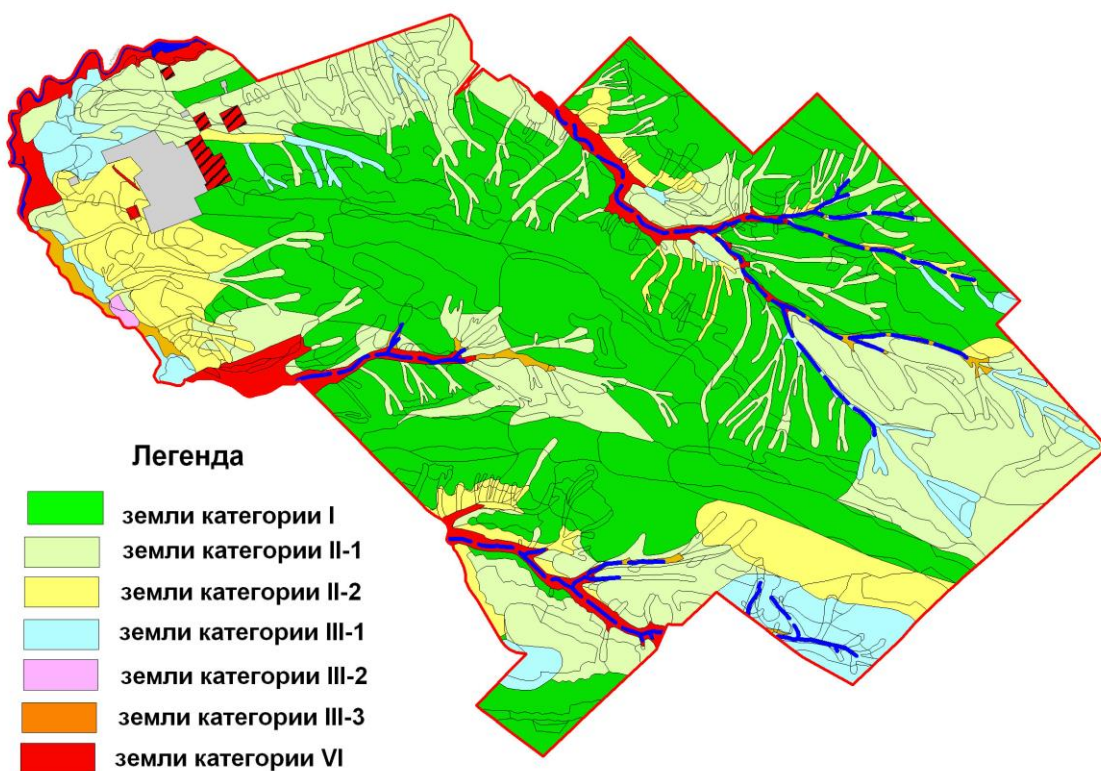 Легенда
земли категории I
земли категории II-1
земли категории II-2
земли категории III-1
земли категории III-2
земли категории III-3
земли категории VI